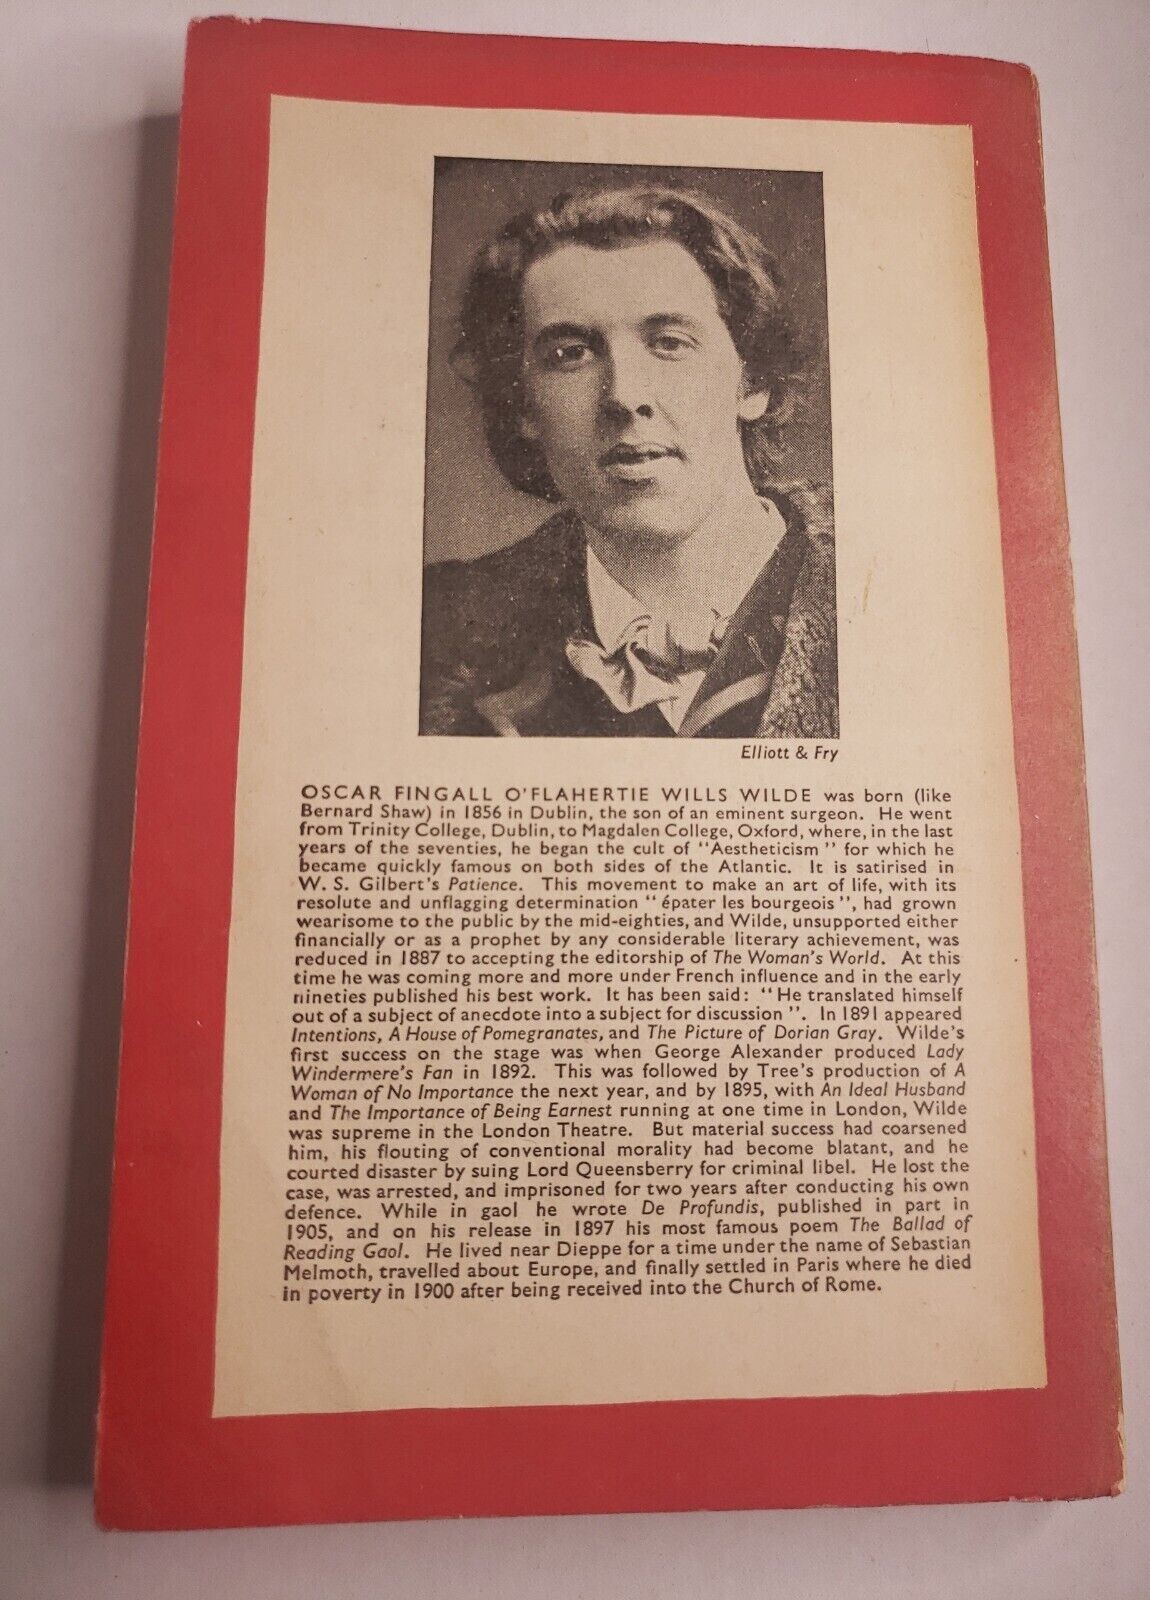 Elliott & Fry
OSCAR FINGALL O'FLAHERTIE WILLS WILDE was born (like
Bernard Shaw) in 1856 in Dublin, the son of an eminent surgeon. He went
from Trinity College, Dublin, to Magdalen College, Oxford, where, in the last
years of the seventies, he began the cult of "Aestheticism" for which he
became quickly famous on both sides of the Atlantic. It is satirised in
W. S. Gilbert's Patience. This movement to make an art of life, with its
resolute and unflagging determination "épater les bourgeois", had grown
wearisome to the public by the mid-eighties, and Wilde, unsupported either
financially or as a prophet by any considerable literary achievement, was
reduced in 1887 to accepting the editorship of The Woman's World. At this
time he was coming more and more under French influence and in the early
nineties published his best work. It has been said: "He translated himself
out of a subject of anecdote into a subject for discussion". In 1891 appeared
Intentions, A House of Pomegranates, and The Picture of Dorian Gray. Wilde's
first success on the stage was when George Alexander produced Lady
Windermere's Fan in 1892. This was followed by Tree's production of A
Woman of No Importance the next year, and by 1895, with An Ideal Husband
and The Importance of Being Earnest running at one time in London, Wilde
was supreme in the London Theatre. But material success had coarsened
him, his flouting of conventional morality had become blatant, and he
courted disaster by suing Lord Queensberry for criminal libel. He lost the
case, was arrested, and imprisoned for two years after conducting his own
defence. While in gaol he wrote De Profundis, published in part in
1905, and on his release in 1897 his most famous poem The Ballad of
Reading Gaol. He lived near Dieppe for a time under the name of Sebastian
Melmoth, travelled about Europe, and finally settled in Paris where he died
in poverty in 1900 after being received into the Church of Rome.